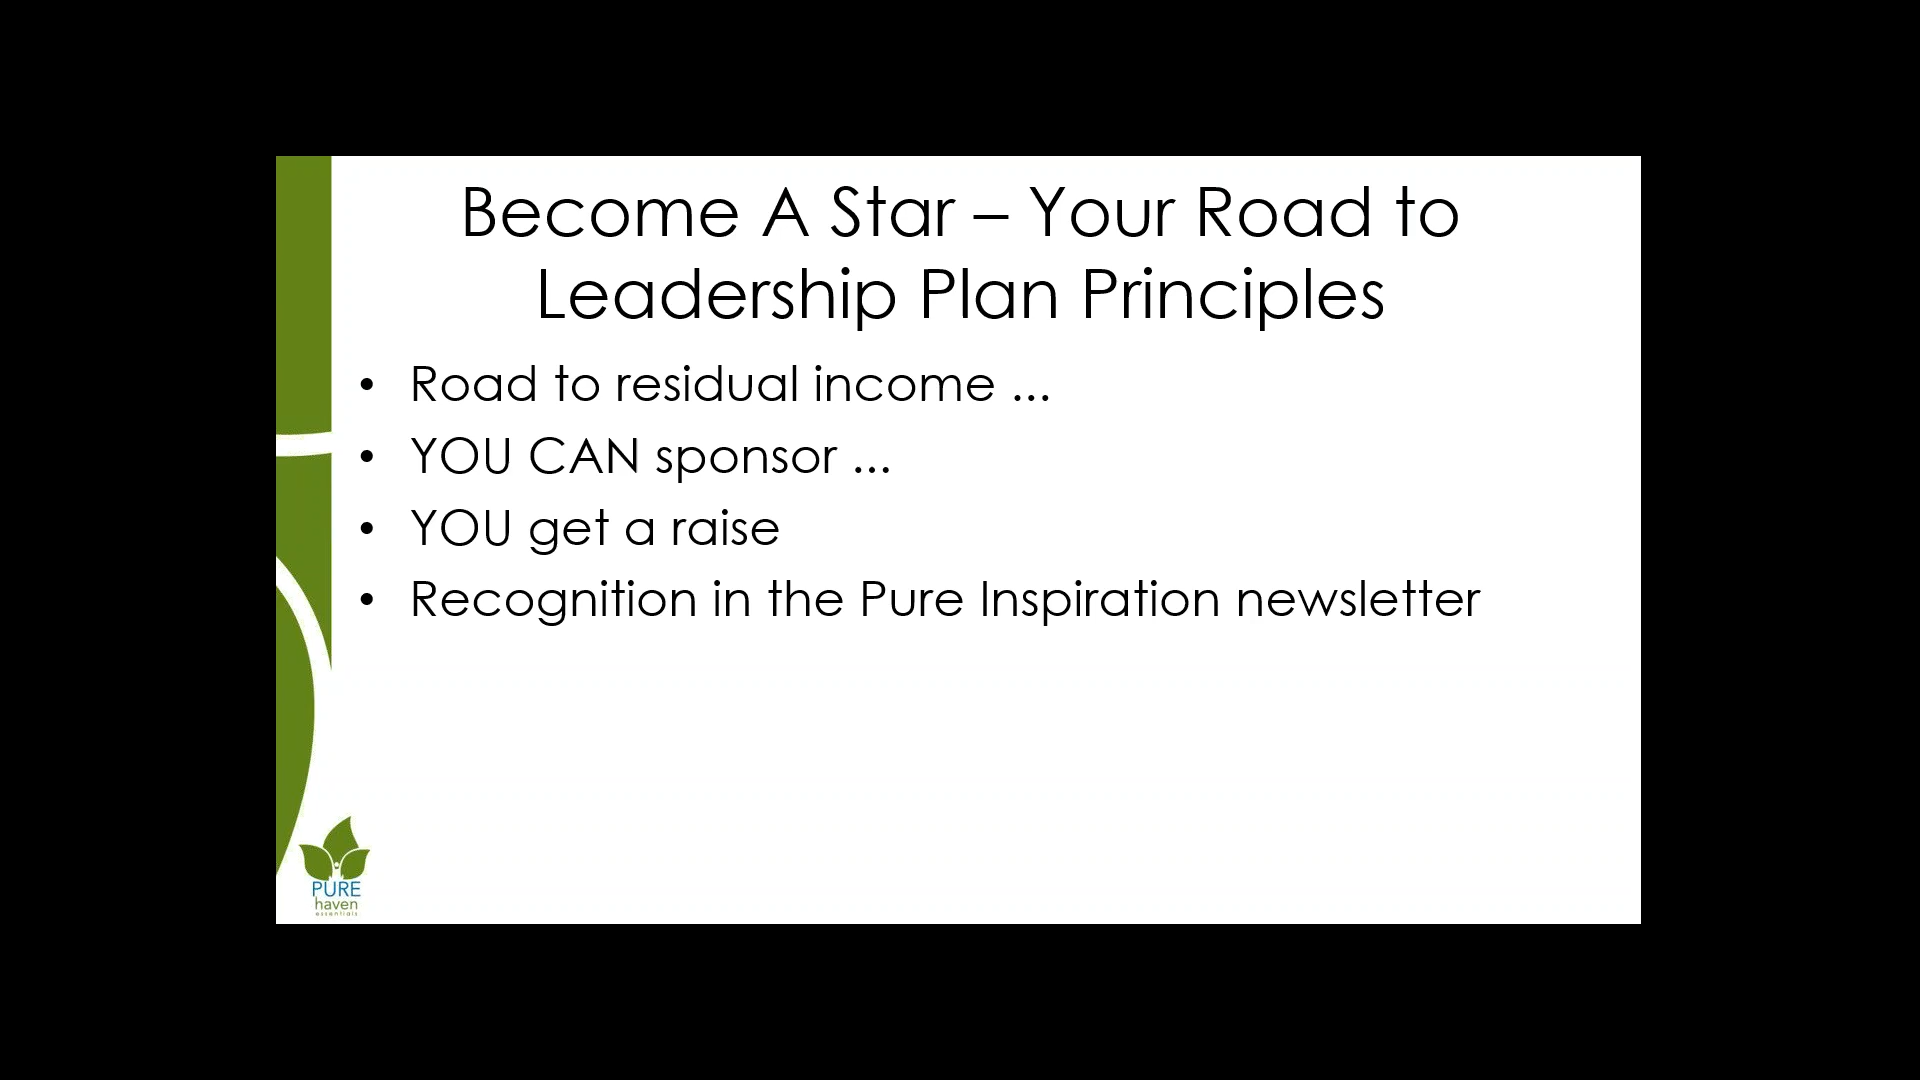 Become A Star – Your Road to
Leadership Plan Principles
• Road to residual income ...
• YOU CAN sponsor ...
• YOU get a raise
• Recognition in the Pure Inspiration newsletter
PURE
haven
essentials